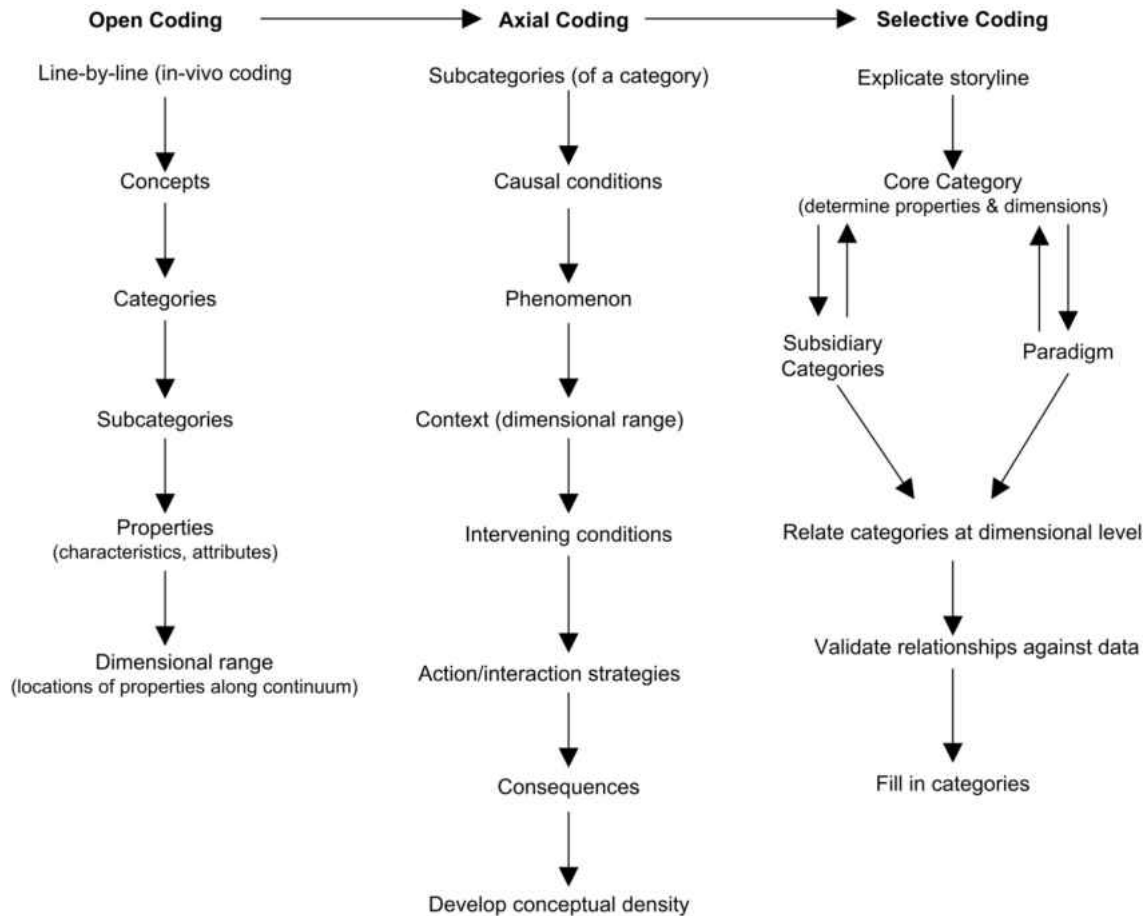 Open Coding
Axial Coding
Selective Coding
Line-by-line (in-vivo coding
Concepts
Categories
Subcategories
Properties
(characteristics, attributes)
Dimensional range
(locations of properties along continuum)
Subcategories (of a category)
Causal conditions
Phenomenon
Context (dimensional range)
Intervening conditions
Action/interaction strategies
Consequences
Develop conceptual density
Explicate storyline
Core Category
(determine properties & dimensions)
Subsidiary
Categories
Paradigm
Relate categories at dimensional level
Validate relationships against data
Fill in categories